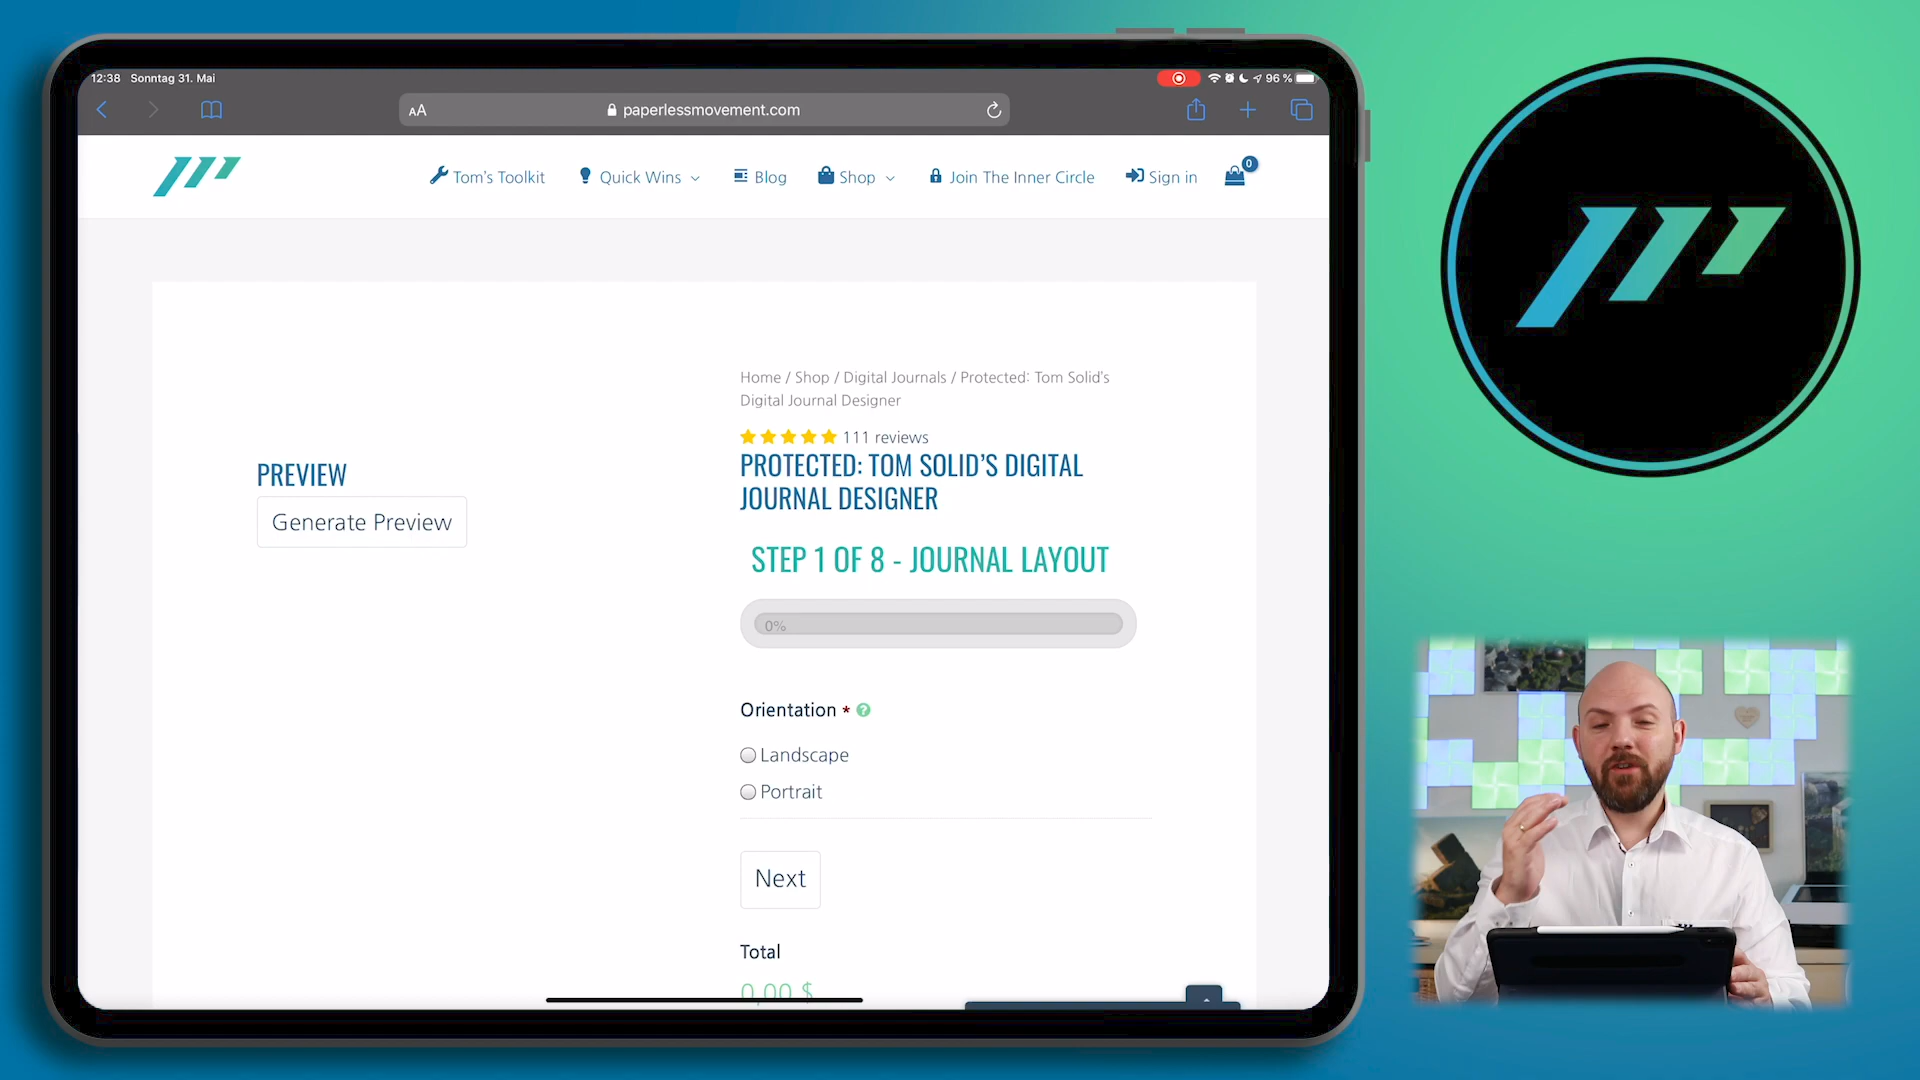 12:38 Sonntag 31. Mai
96 %
AA
paperlessmovement.com
Tom's Toolkit
Quick Wins
Blog
Shop
Join The Inner Circle
Sign in
0
Home / Shop / Digital Journals / Protected: Tom Solid's
Digital Journal Designer
111 reviews
PROTECTED: TOM SOLID'S DIGITAL
JOURNAL DESIGNER
PREVIEW
Generate Preview
STEP 1 OF 8 - JOURNAL LAYOUT
0%
Orientation * ?
Landscape
Portrait
Next
Total
0,00 $